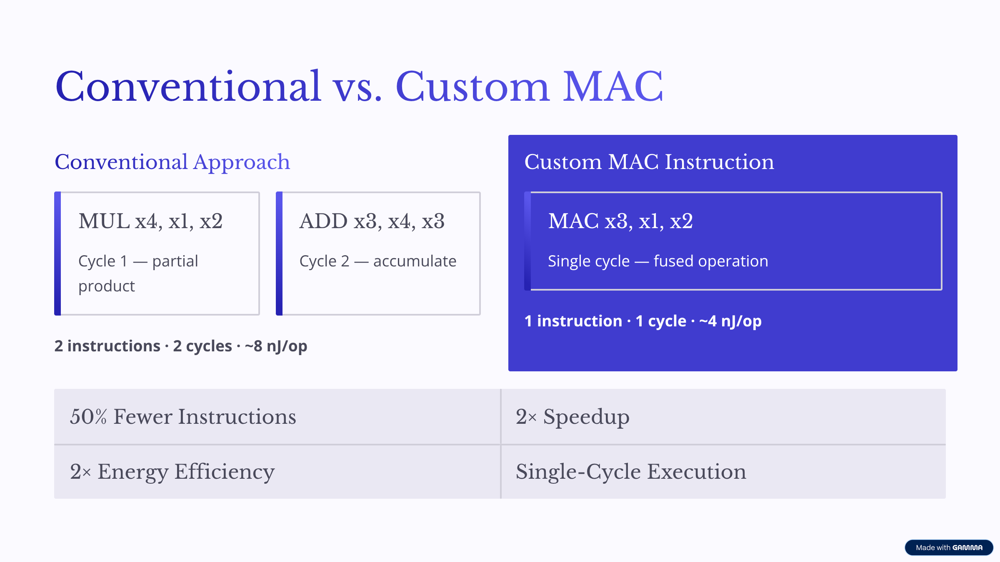 Conventional vs. Custom MAC
Conventional Approach
MUL x4, x1, x2
Cycle 1 — partial
product
ADD x3, x4, x3
Cycle 2 — accumulate
2 instructions · 2 cycles · ~8 nJ/op
Custom MAC Instruction
MAC x3, x1, x2
Single cycle — fused operation
1 instruction · 1 cycle · ~4 nJ/op
50% Fewer Instructions
2× Speedup
2× Energy Efficiency
Single-Cycle Execution
Made with GAMMA